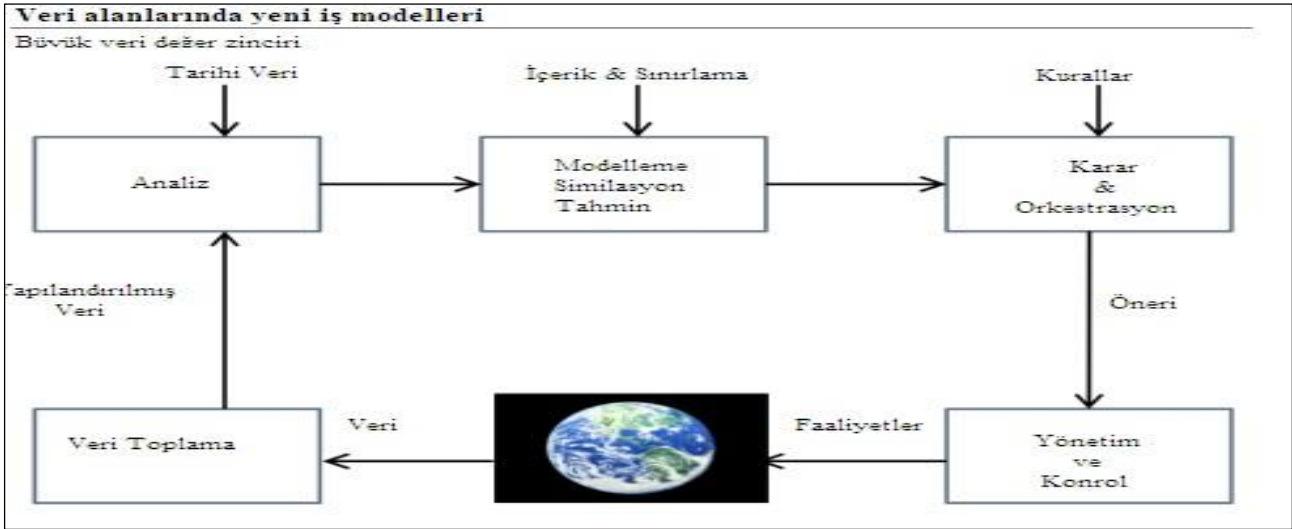 Veri alanlarında yeni iş modelleri
Büyük veri değer zinciri
Tarihi Veri
İçerik & Sınırlama
Kurallar
Analiz
Modelleme
Similasyon
Tahmin
Karar
&
Orkestrasyon
Yapılandırılmış
Veri
Öneri
Veri Toplama
Veri
Faaliyetler
Yönetim
ve
Konrol